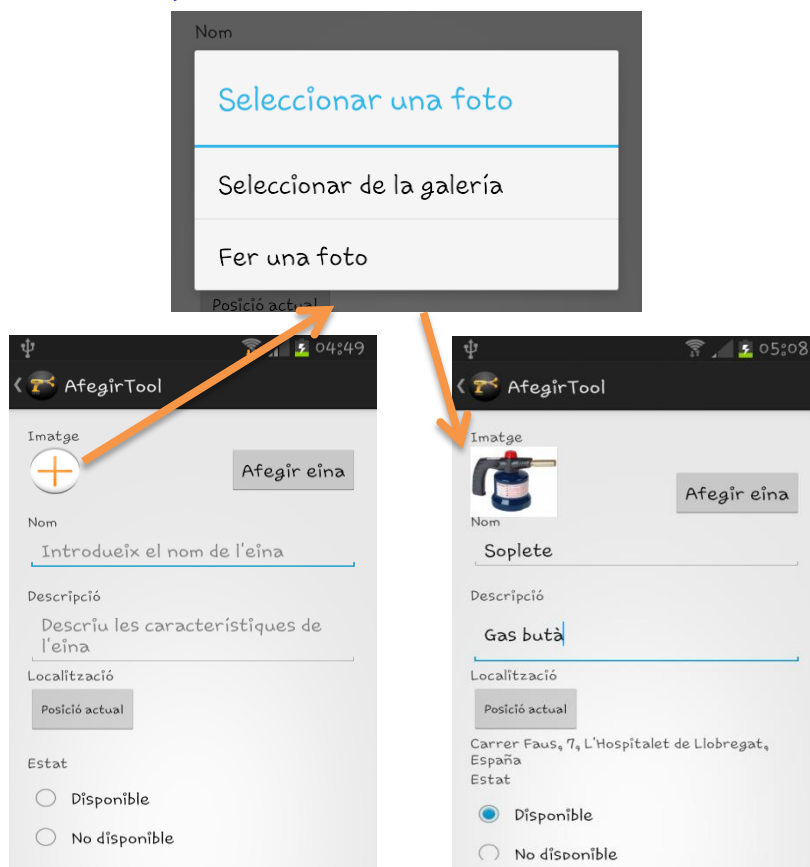 Nom
Seleccionar una foto
Seleccionar de la galería
Fer una foto
Posició actual
04:49
AfegirTool
Imatge
Afegir eina
Nom
Introdueix el nom de l'eina
Descripció
Descriu les característiques de
l'eina
Localització
Posició actual
Estat
Disponible
No disponible
05:08
AfegirTool
Imatge
Afegir eina
Nom
Soplete
Descripció
Gas butà
Localització
Posició actual
Carrer Faus, 7, L'Hospitalet de Llobregat,
España
Estat
Disponible
No disponible